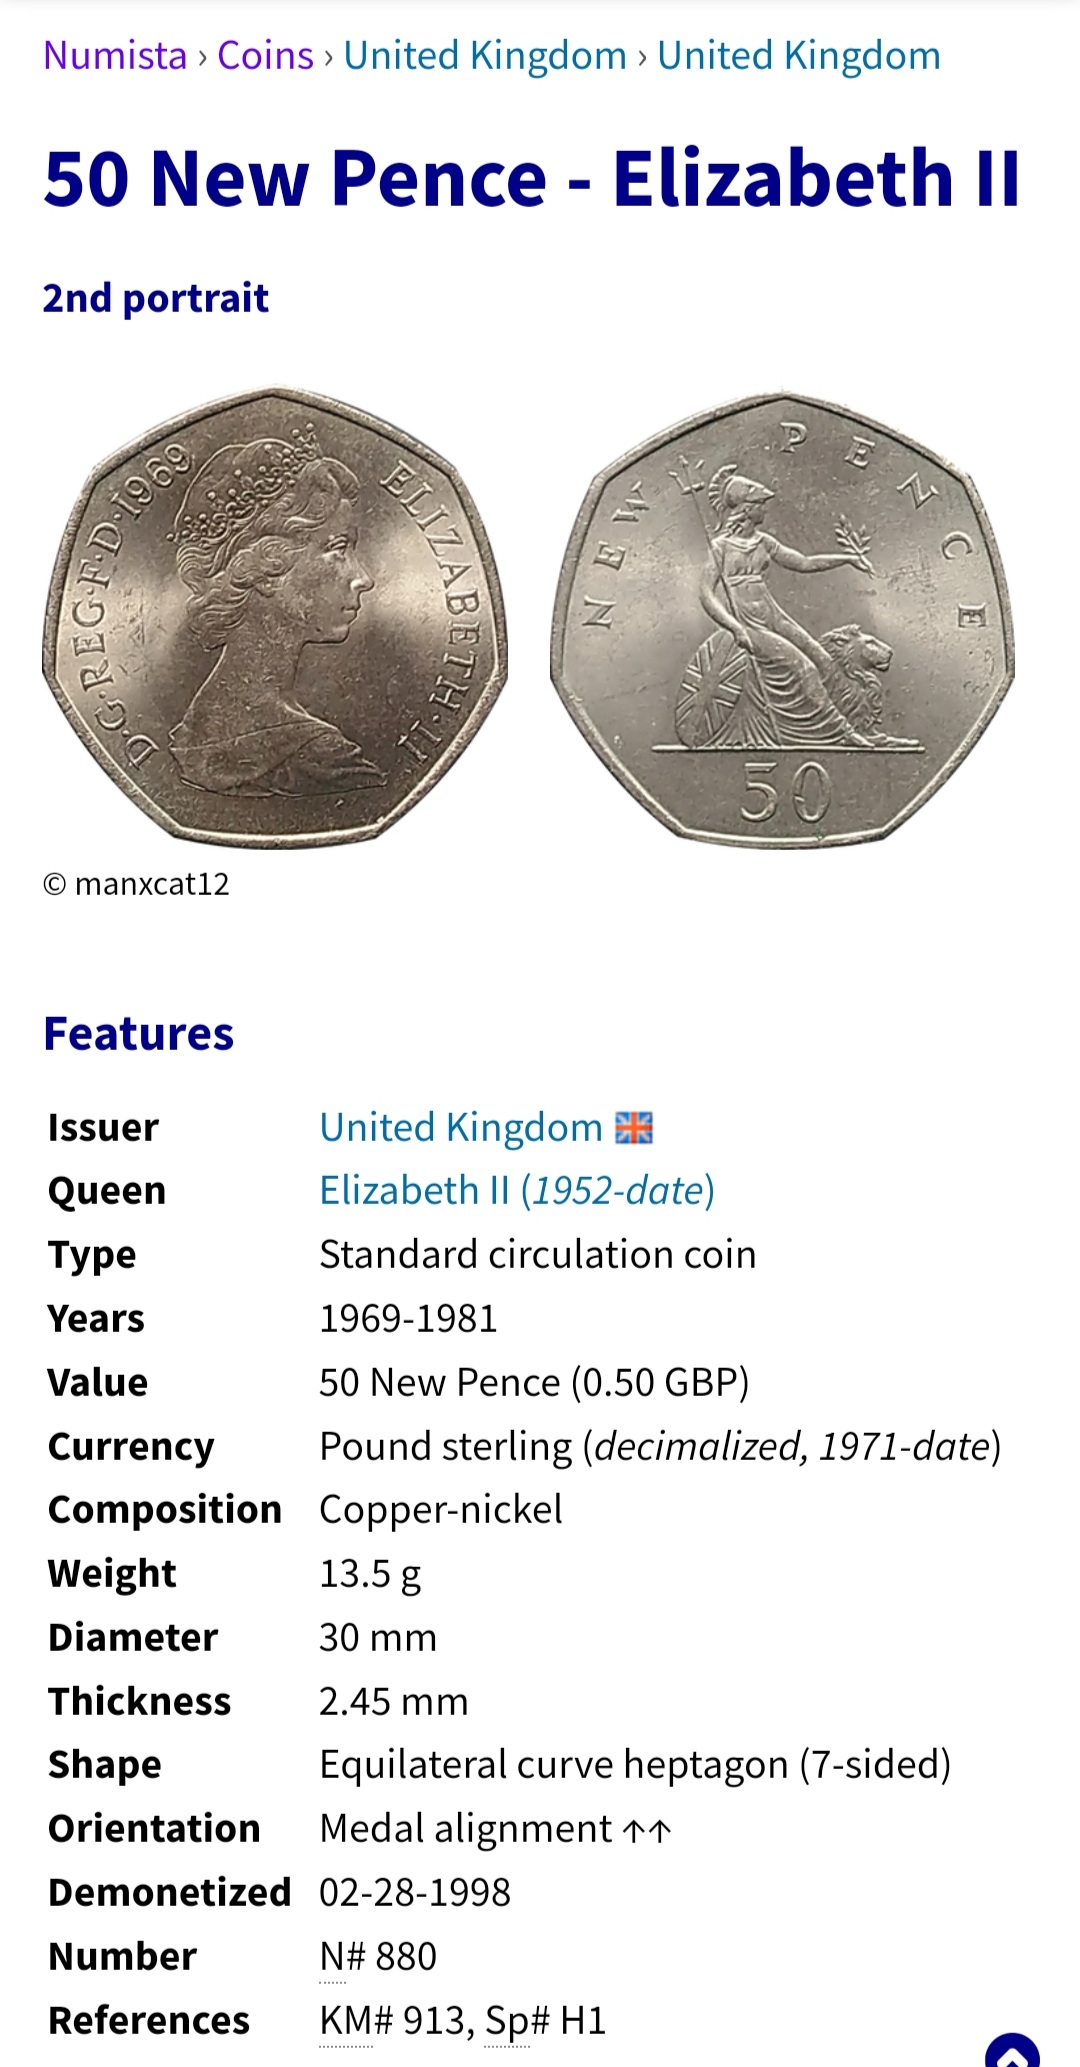 Numista › Coins › United Kingdom › United Kingdom
50 New Pence - Elizabeth II
2nd portrait
D·G·REG·F·D·1969 ELIZABETH·II
NEW PENCE
50
© manxcat12
Features
Issuer United Kingdom
Queen Elizabeth II (1952-date)
Type Standard circulation coin
Years 1969-1981
Value 50 New Pence (0.50 GBP)
Currency Pound sterling (decimalized, 1971-date)
Composition Copper-nickel
Weight 13.5 g
Diameter 30 mm
Thickness 2.45 mm
Shape Equilateral curve heptagon (7-sided)
Orientation Medal alignment ↑↑
Demonetized 02-28-1998
Number N# 880
References KM# 913, Sp# H1